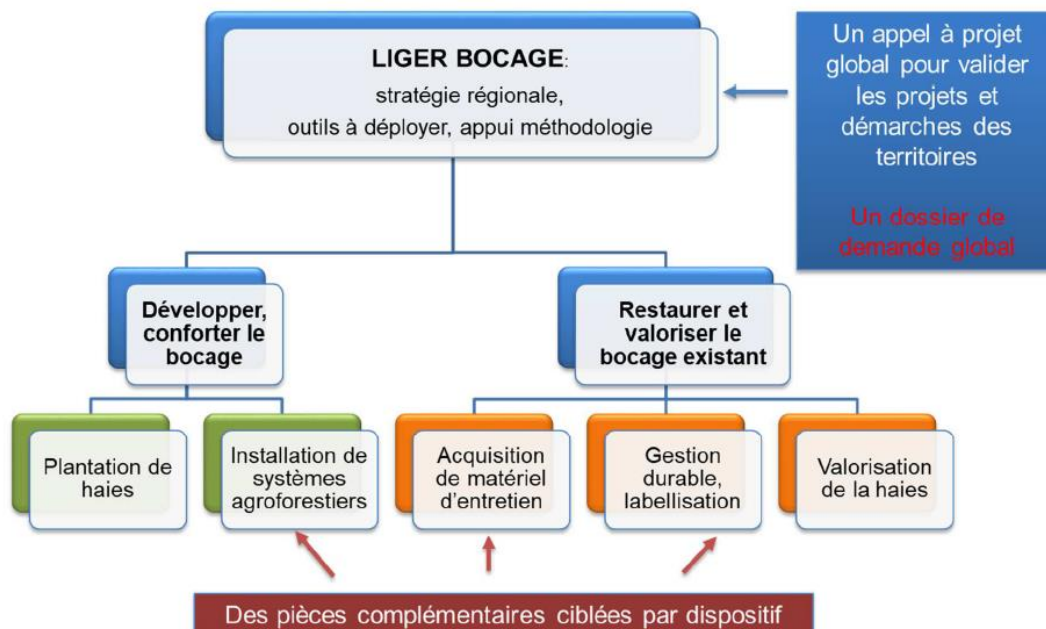 LIGER BOCAGE:
stratégie régionale,
outils à déployer, appui méthodologie
Un appel à projet
global pour valider
les projets et
démarches des
territoires
Un dossier de
demande global
Développer,
conforter le
bocage
Restaurer et
valoriser le
bocage existant
Plantation de
haies
Installation de
systèmes
agroforestiers
Acquisition
de matériel
d'entretien
Gestion
durable,
labellisation
Valorisation
de la haies
Des pièces complémentaires ciblées par dispositif